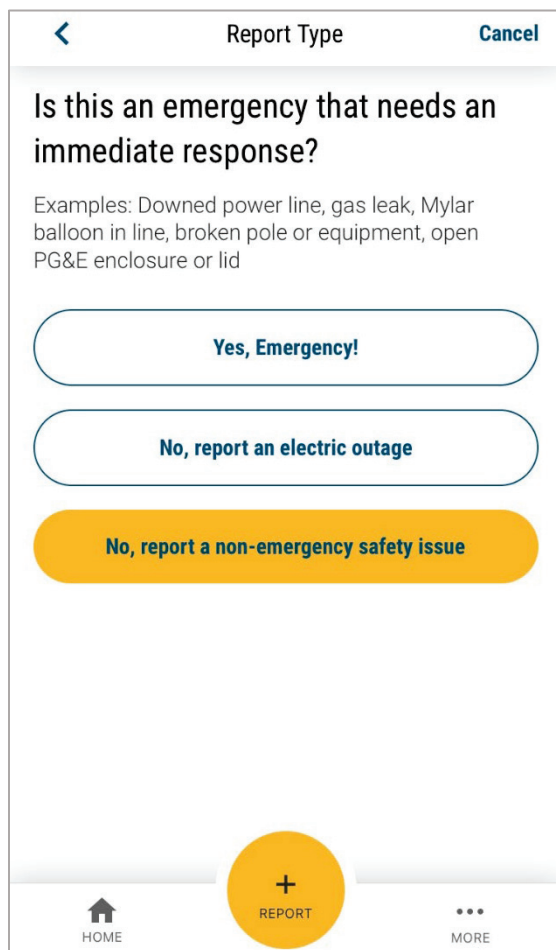 Report Type
Cancel
Is this an emergency that needs an
immediate response?
Examples: Downed power line, gas leak, Mylar
balloon in line, broken pole or equipment, open
PG&E enclosure or lid
Yes, Emergency!
No, report an electric outage
No, report a non-emergency safety issue
HOME
+
REPORT
MORE